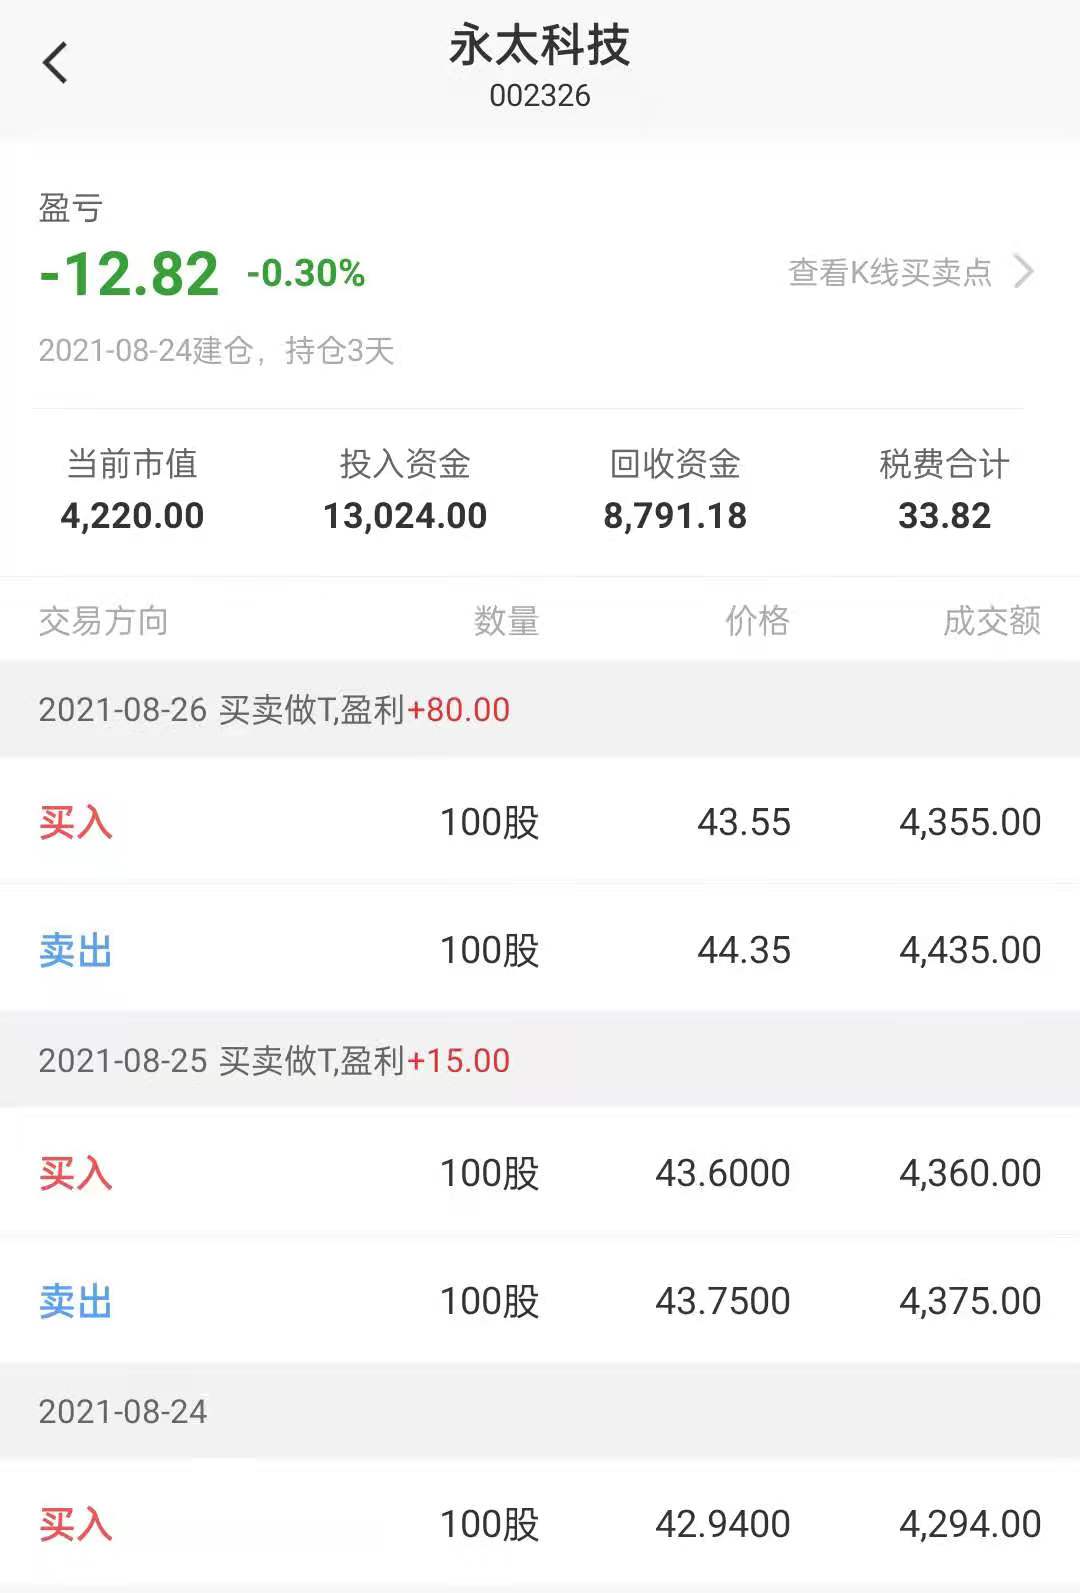 永太科技
002326
盈亏
-12.82 -0.30% 查看K线买卖点
2021-08-24建仓，持仓3天
当前市值 投入资金 回收资金 税费合计
4,220.00 13,024.00 8,791.18 33.82
交易方向 数量 价格 成交额
2021-08-26 买卖做T,盈利+80.00
买入 100股 43.55 4,355.00
卖出 100股 44.35 4,435.00
2021-08-25 买卖做T,盈利+15.00
买入 100股 43.6000 4,360.00
卖出 100股 43.7500 4,375.00
2021-08-24
买入 100股 42.9400 4,294.00